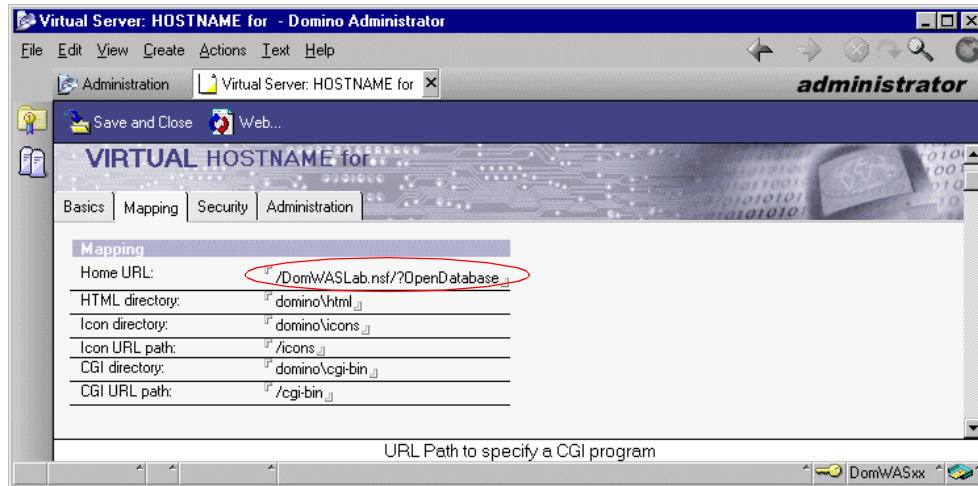 Virtual Server: HOSTNAME for - Domino Administrator
File Edit View Create Actions Text Help
Administration
Virtual Server: HOSTNAME for
administrator
Save and Close Web...
VIRTUAL HOSTNAME for
Basics Mapping Security Administration
Mapping
Home URL: /DomWASLab.nsf/?OpenDatabase
HTML directory: domino\html
Icon directory: domino\icons
Icon URL path: /icons
CGI directory: domino\cgi-bin
CGI URL path: /cgi-bin
URL Path to specify a CGI program
DomWASxx